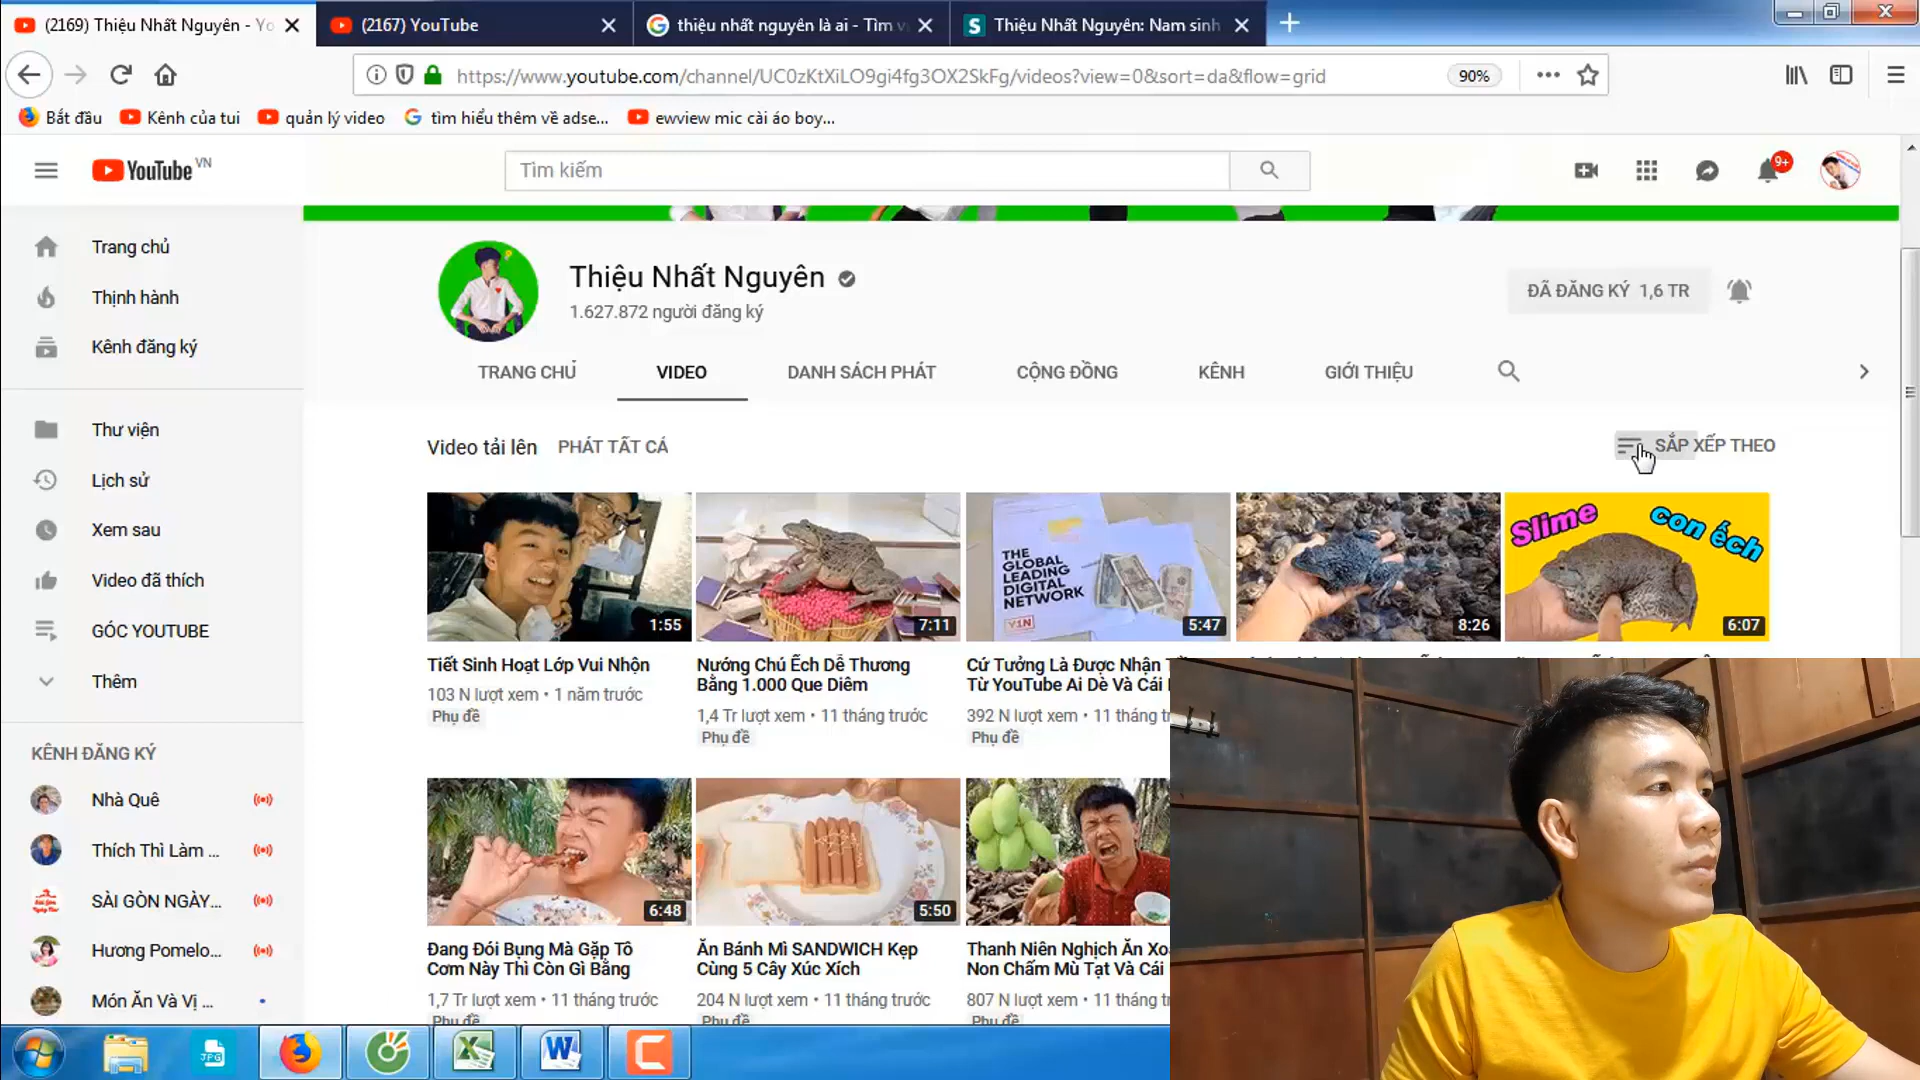 (2169) Thiệu Nhất Nguyên - Yo
(2167) YouTube
thiệu nhất nguyên là ai - Tìm v
Thiệu Nhất Nguyên: Nam sinh
https://www.youtube.com/channel/UC0zKtXiLO9gi4fg3OX2SkFg/videos?view=0&sort=da&flow=grid
90%
Bắt đầu
Kênh của tui
quản lý video
tìm hiểu thêm về adse...
ewview mic cài áo boy...
YouTube VN
Tìm kiếm
9+
Trang chủ
Thịnh hành
Kênh đăng ký
Thư viện
Lịch sử
Xem sau
Video đã thích
GÓC YOUTUBE
Thêm
KÊNH ĐĂNG KÝ
Nhà Quê
Thích Thì Làm ...
SÀI GÒN NGÀY...
Hương Pomelo...
Món Ăn Và Vị ...
Thiệu Nhất Nguyên
1.627.872 người đăng ký
ĐÃ ĐĂNG KÝ 1,6 TR
TRANG CHỦ
VIDEO
DANH SÁCH PHÁT
CỘNG ĐỒNG
KÊNH
GIỚI THIỆU
Video tải lên
PHÁT TẤT CẢ
SẮP XẾP THEO
1:55
7:11
THE
GLOBAL
LEADING
DIGITAL
NETWORK
Y1N
5:47
8:26
Slime
con ếch
6:07
Tiết Sinh Hoạt Lớp Vui Nhộn
103 N lượt xem • 1 năm trước
Phụ đề
Nướng Chú Ếch Dễ Thương
Bằng 1.000 Que Diêm
1,4 Tr lượt xem • 11 tháng trước
Phụ đề
Cứ Tưởng Là Được Nhận
Từ YouTube Ai Dè Và Cái
392 N lượt xem • 11 tháng
Phụ đề
6:48
5:50
Đang Đói Bụng Mà Gặp Tô
Cơm Này Thì Còn Gì Bằng
1,7 Tr lượt xem • 11 tháng trước
Phụ đề
Ăn Bánh Mì SANDWICH Kẹp
Cùng 5 Cây Xúc Xích
204 N lượt xem • 11 tháng trước
Phụ đề
Thanh Niên Nghịch Ăn Xo
Non Chấm Mù Tạt Và Cái
807 N lượt xem • 11 tháng
Phụ đề
JPG